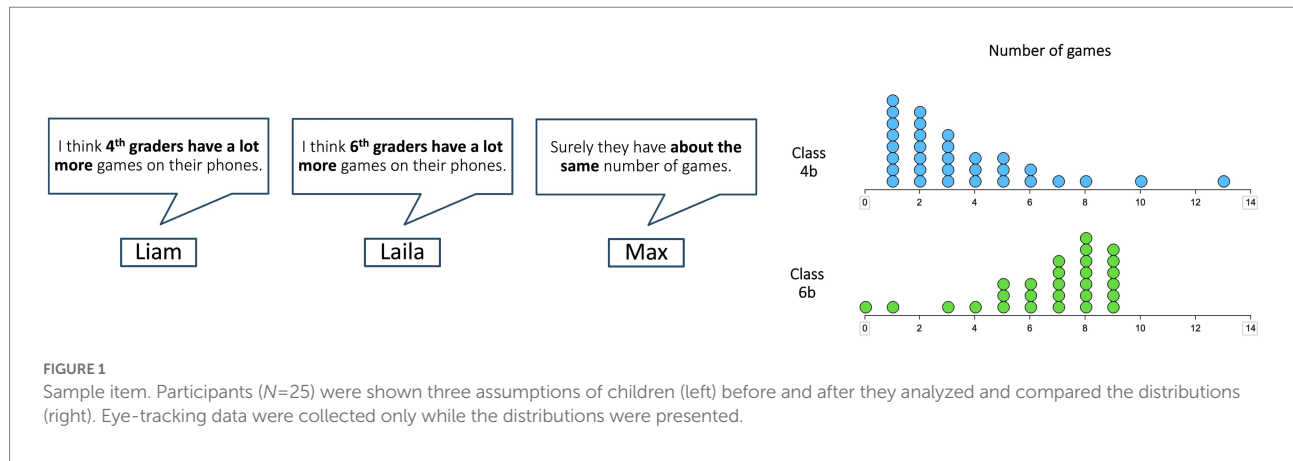 I think 4th graders have a lot
more games on their phones.
Liam
I think 6th graders have a lot
more games on their phones.
Laila
Surely they have about the
same number of games.
Max
Number of games
Class
4b
0 2 4 6 8 10 12 14
Class
6b
0 2 4 6 8 10 12 14
FIGURE 1
Sample item. Participants (N=25) were shown three assumptions of children (left) before and after they analyzed and compared the distributions
(right). Eye-tracking data were collected only while the distributions were presented.